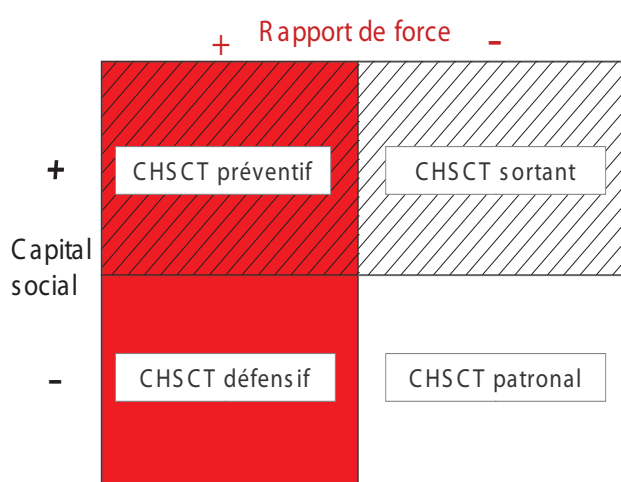 Rapport de force
+ -
+ CHSCT préventif CHSCT sortant
Capital
social
- CHSCT défensif CHSCT patronal